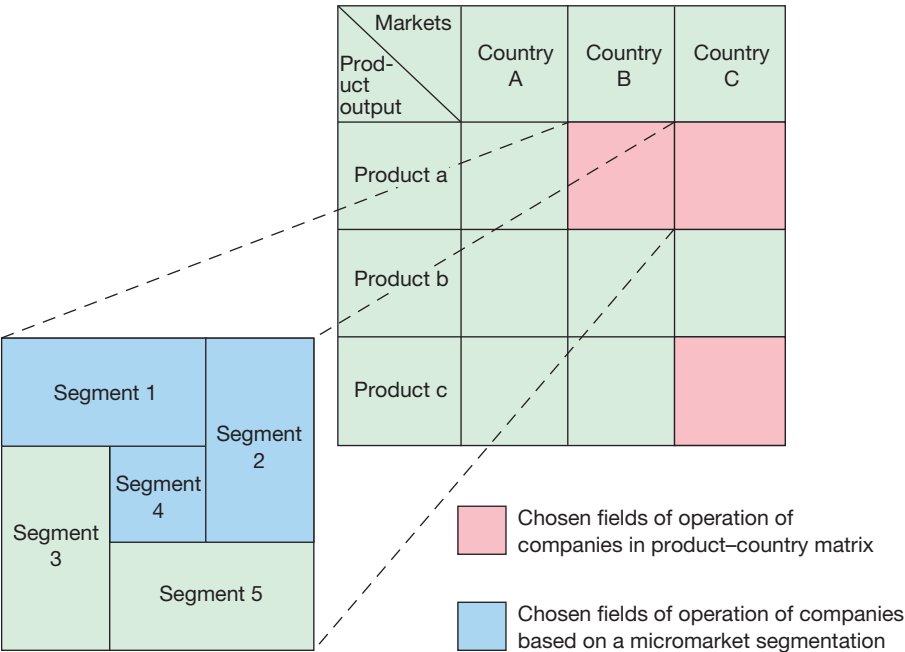 Markets
Prod-
uct
output
Country
A
Country
B
Country
C
Product a
Product b
Product c
Segment 1
Segment
2
Segment
3
Segment
4
Segment 5
Chosen fields of operation of
companies in product–country matrix
Chosen fields of operation of companies
based on a micromarket segmentation